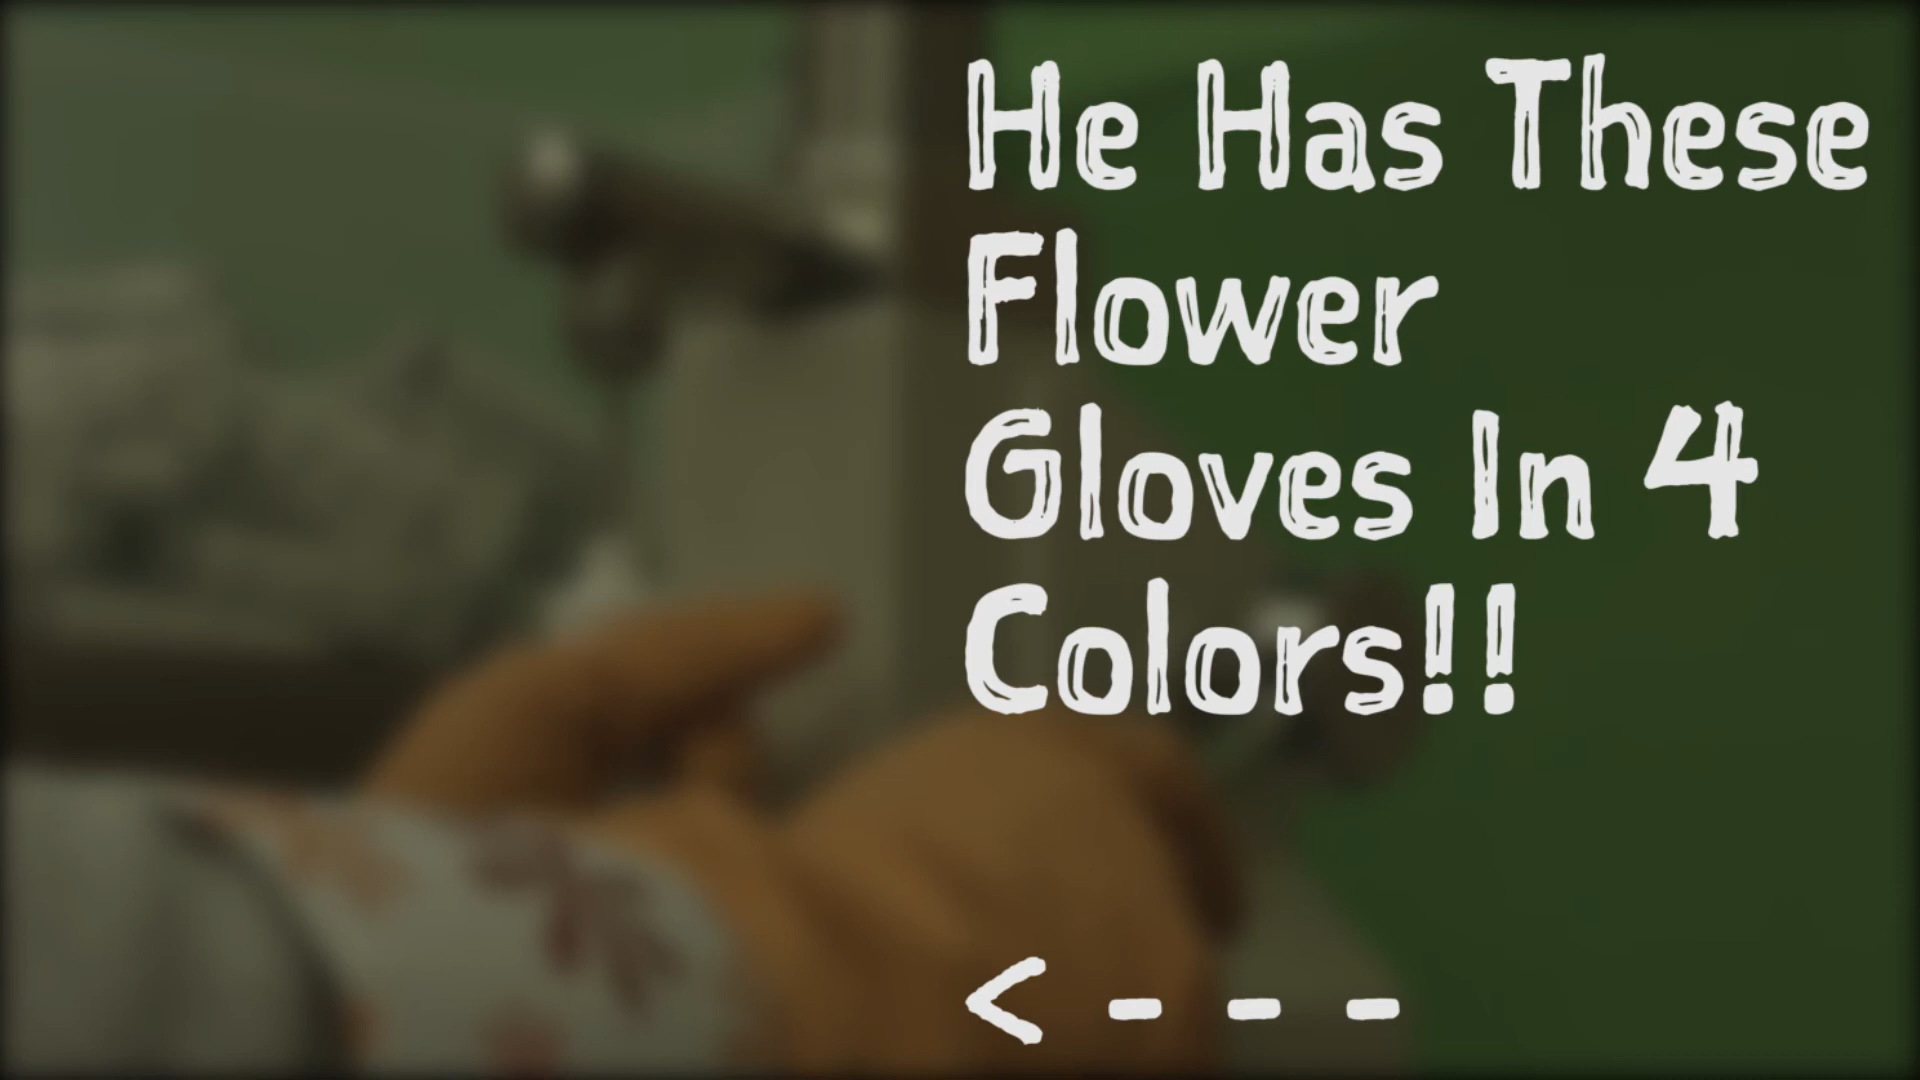 He Has These
Flower
Gloves In 4
Colors!!
< - - -